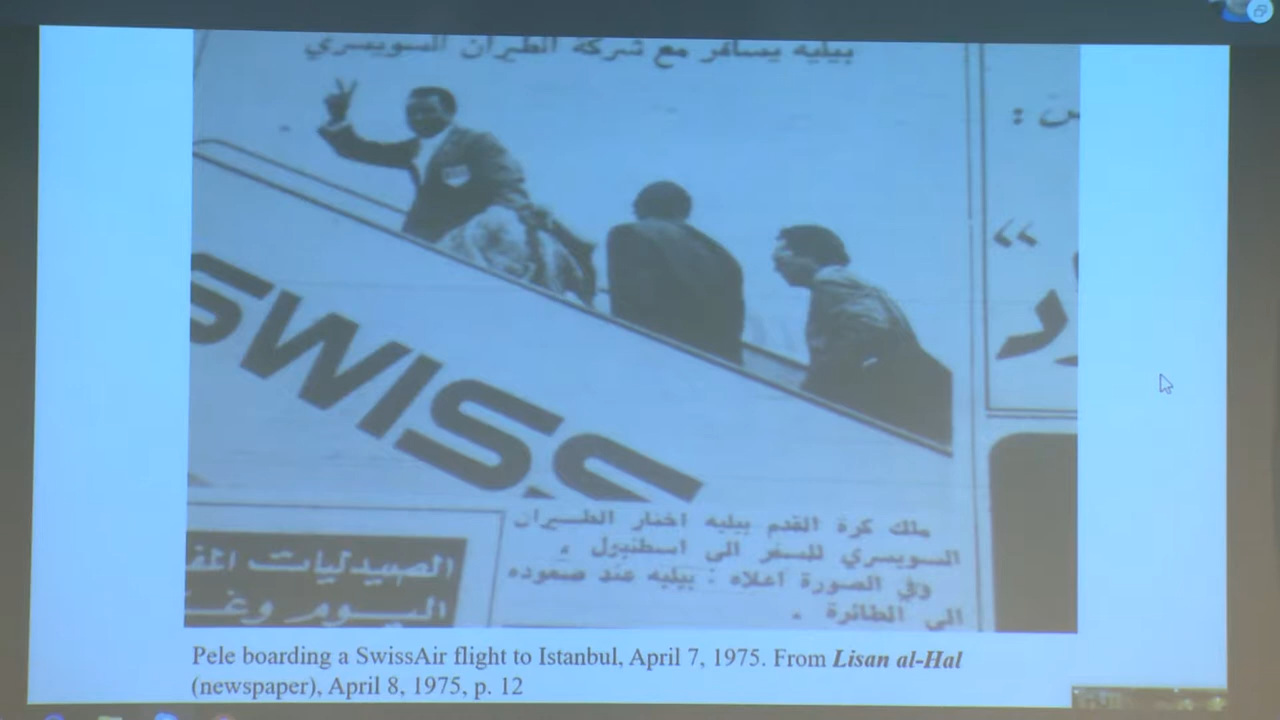 بيليه يسافر مع شركة الطيران السويسري
س :
“
SWISS
ملك كرة القدم بيليه اختار الطيران
السويسري للسفر الى اسطنبول .
وفي الصورة اعلاه : بيليه عند صعوده
الى الطائرة .
الصيدليات
اليوم
Pele boarding a SwissAir flight to Istanbul, April 7, 1975. From Lisan al-Hal
(newspaper), April 8, 1975, p. 12